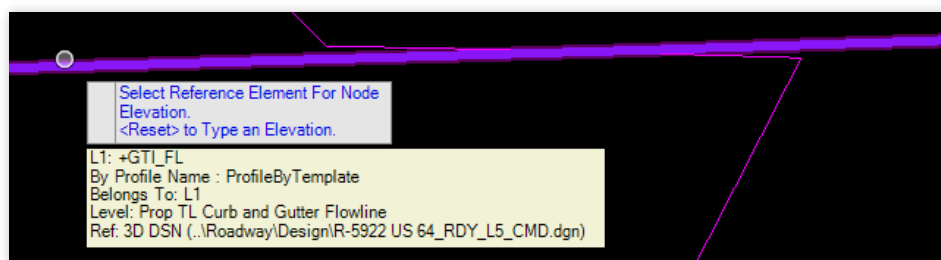 Select Reference Element For Node
Elevation.
<Reset> to Type an Elevation.
L1: +GTI_FL
By Profile Name : ProfileByTemplate
Belongs To: L1
Level: Prop TL Curb and Gutter Flowline
Ref: 3D DSN (..\Roadway\Design\R-5922 US 64_RDY_L5_CMD.dgn)